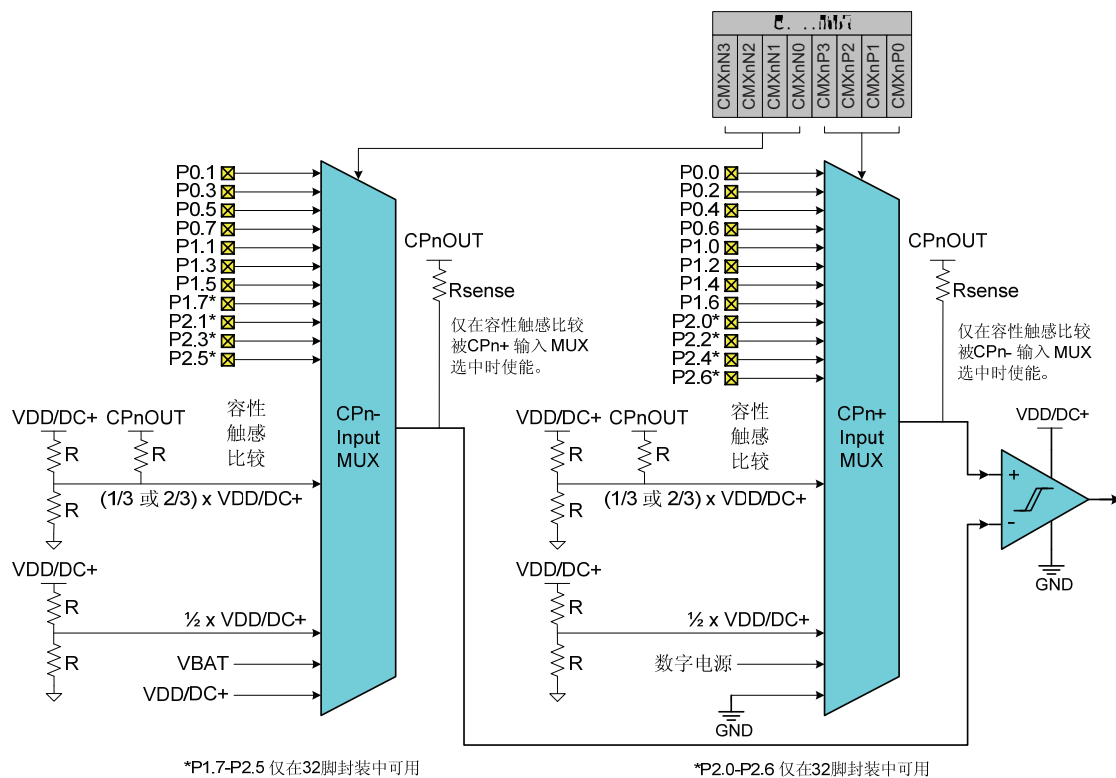 CMXnN3
CMXnN2
CMXnN1
CMXnN0
CMXnP3
CMXnP2
CMXnP1
CMXnP0
P0.1
P0.3
P0.5
P0.7
P1.1
P1.3
P1.5
P1.7*
P2.1*
P2.3*
P2.5*
CPnOUT
Rsense
仅在容性触感比较
被CPn+ 输入 MUX
选中时使能。
VDD/DC+
CPnOUT
R
R
容性
触感
比较
CPn-
Input
MUX
R
(1/3 或 2/3) x VDD/DC+
VDD/DC+
R
½ x VDD/DC+
R
VBAT
VDD/DC+
*P1.7-P2.5 仅在32脚封装中可用
P0.0
P0.2
P0.4
P0.6
P1.0
P1.2
P1.4
P1.6
P2.0*
P2.2*
P2.4*
P2.6*
CPnOUT
Rsense
仅在容性触感比较
被CPn- 输入 MUX
选中时使能。
VDD/DC+
CPnOUT
R
R
容性
触感
比较
CPn+
Input
MUX
R
(1/3 或 2/3) x VDD/DC+
VDD/DC+
R
½ x VDD/DC+
R
数字电源
GND
VDD/DC+
+
-
GND
*P2.0-P2.6 仅在32脚封装中可用